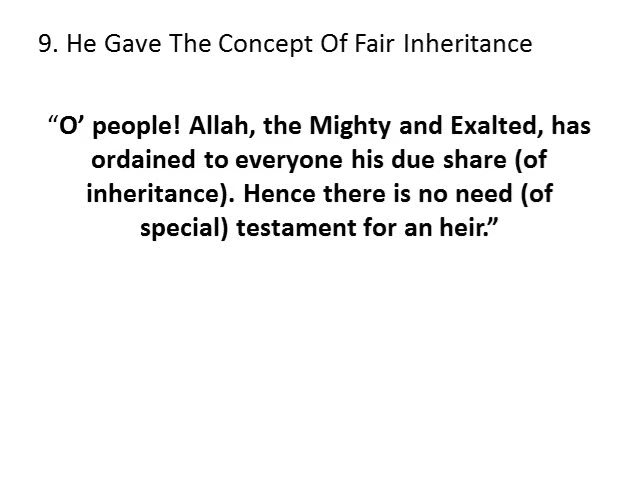 9. He Gave The Concept Of Fair Inheritance
“O’ people! Allah, the Mighty and Exalted, has
ordained to everyone his due share (of
inheritance). Hence there is no need (of
special) testament for an heir.”